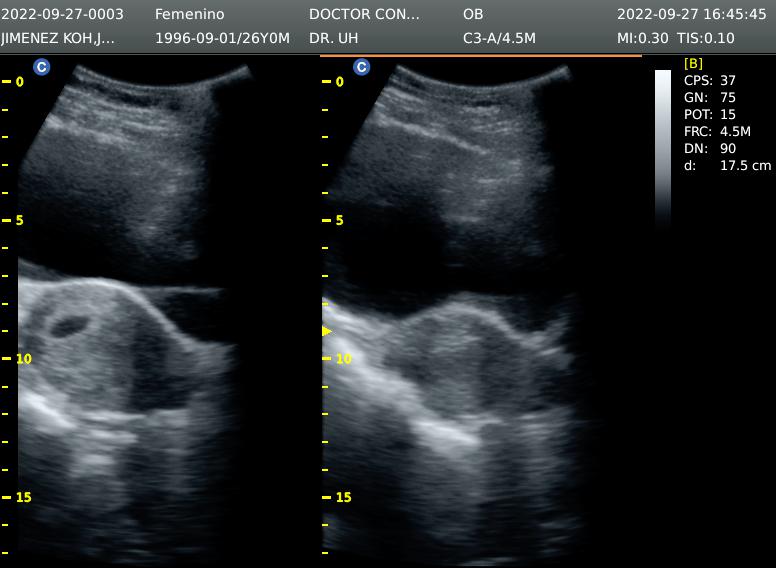 2022-09-27-0003 Femenino DOCTOR CON... OB 2022-09-27 16:45:45
JIMENEZ KOH,J... 1996-09-01/26Y0M DR. UH C3-A/4.5M MI:0.30 TIS:0.10
C
C
[B]
CPS: 37
GN: 75
POT: 15
FRC: 4.5M
DN: 90
d: 17.5 cm
0
5
10
15
0
5
10
15